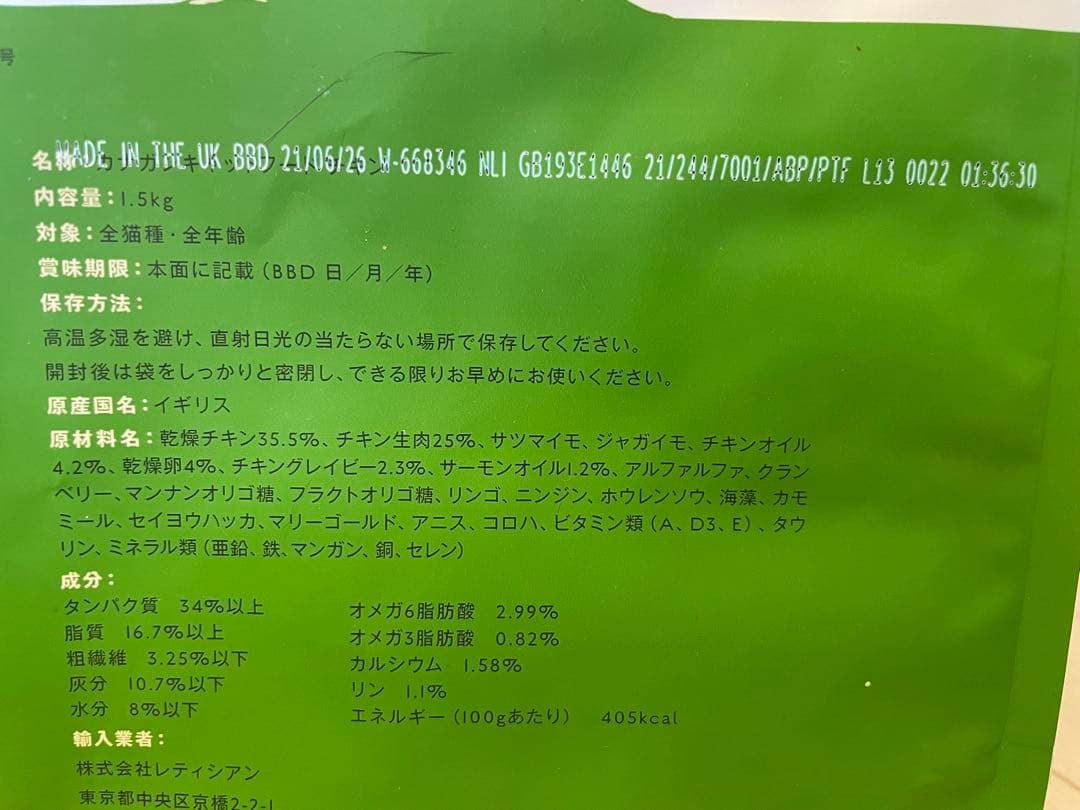 号
MADE IN THE UK BBD 21/06/26 W-668346 NLI GB193E1446 21/244/7001/ABP/PTF L13 0022 01:36:30
名称
内容量：1.5kg
対象：全猫種・全年齢
賞味期限：本面に記載（BBD 日／月／年）
保存方法：
高温多湿を避け、直射日光の当たらない場所で保存してください。
開封後は袋をしっかりと密閉し、できる限りお早めにお使いください。
原産国名：イギリス
原材料名：乾燥チキン35.5%、チキン生肉25%、サツマイモ、ジャガイモ、チキンオイル
4.2%、乾燥卵4%、チキングレイビー2.3%、サーモンオイル1.2%、アルファルファ、クラン
ベリー、マンナンオリゴ糖、フラクトオリゴ糖、リンゴ、ニンジン、ホウレンソウ、海藻、カモ
ミール、セイヨウハッカ、マリーゴールド、アニス、コロハ、ビタミン類（A、D3、E）、タウ
リン、ミネラル類（亜鉛、鉄、マンガン、銅、セレン）
成分：
タンパク質 34%以上
脂質 16.7%以上
粗繊維 3.25%以下
灰分 10.7%以下
水分 8%以下
オメガ6脂肪酸 2.99%
オメガ3脂肪酸 0.82%
カルシウム 1.58%
リン 1.1%
エネルギー（100gあたり） 405kcal
輸入業者：
株式会社レティシアン
東京都中央区京橋2-2-1